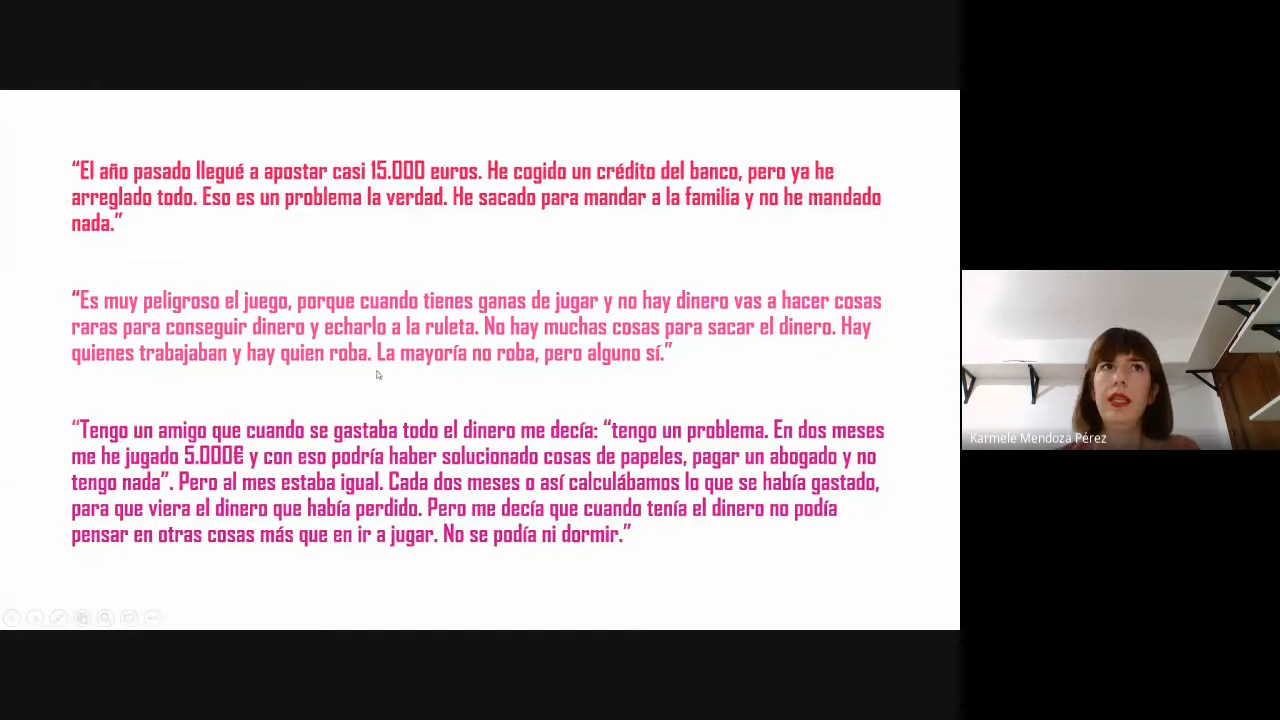 “El año pasado llegué a apostar casi 15.000 euros. He cogido un crédito del banco, pero ya he
arreglado todo. Eso es un problema la verdad. He sacado para mandar a la familia y no he mandado
nada.”
“Es muy peligroso el juego, porque cuando tienes ganas de jugar y no hay dinero vas a hacer cosas
raras para conseguir dinero y echarlo a la ruleta. No hay muchas cosas para sacar el dinero. Hay
quienes trabajaban y hay quien roba. La mayoría no roba, pero alguno sí.”
“Tengo un amigo que cuando se gastaba todo el dinero me decía: “tengo un problema. En dos meses
me he jugado 5.000€ y con eso podría haber solucionado cosas de papeles, pagar un abogado y no
tengo nada”. Pero al mes estaba igual. Cada dos meses o así calculábamos lo que se había gastado,
para que viera el dinero que había perdido. Pero me decía que cuando tenía el dinero no podía
pensar en otras cosas más que en ir a jugar. No se podía ni dormir.”
Karmele Mendoza Pérez